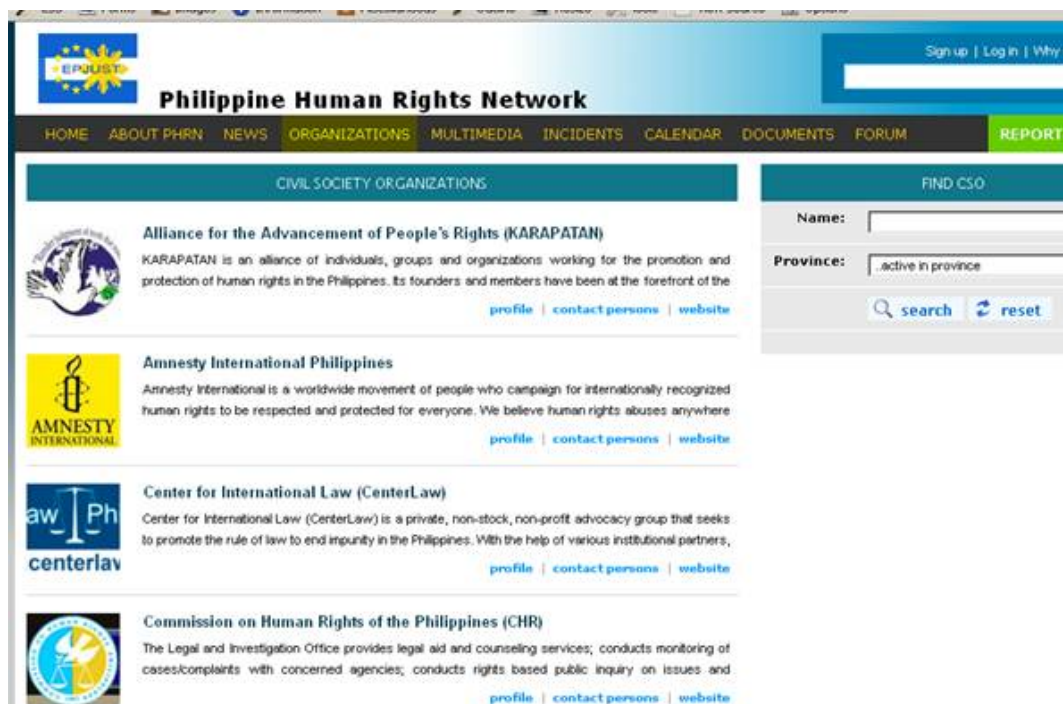 EPJUST
Philippine Human Rights Network
Sign up | Log in | Why
HOME ABOUT PHRN NEWS ORGANIZATIONS MULTIMEDIA INCIDENTS CALENDAR DOCUMENTS FORUM REPORT
CIVIL SOCIETY ORGANIZATIONS
Alliance for the Advancement of People's Rights (KARAPATAN)
KARAPATAN is an alliance of individuals, groups and organizations working for the promotion and
protection of human rights in the Philippines. Its founders and members have been at the forefront of the
profile | contact persons | website
AMNESTY
INTERNATIONAL
Amnesty International Philippines
Amnesty International is a worldwide movement of people who campaign for internationally recognized
human rights to be respected and protected for everyone. We believe human rights abuses anywhere
profile | contact persons | website
aw Ph
centerlav
Center for International Law (CenterLaw)
Center for International Law (CenterLaw) is a private, non-stock, non-profit advocacy group that seeks
to promote the rule of law to end impunity in the Philippines. With the help of various institutional partners,
profile | contact persons | website
Commission on Human Rights of the Philippines (CHR)
The Legal and Investigation Office provides legal aid and counseling services; conducts monitoring of
cases/complaints with concerned agencies; conducts rights based public inquiry on issues and
profile | contact persons | website
FIND CSO
Name:
Province: ..active in province
search reset